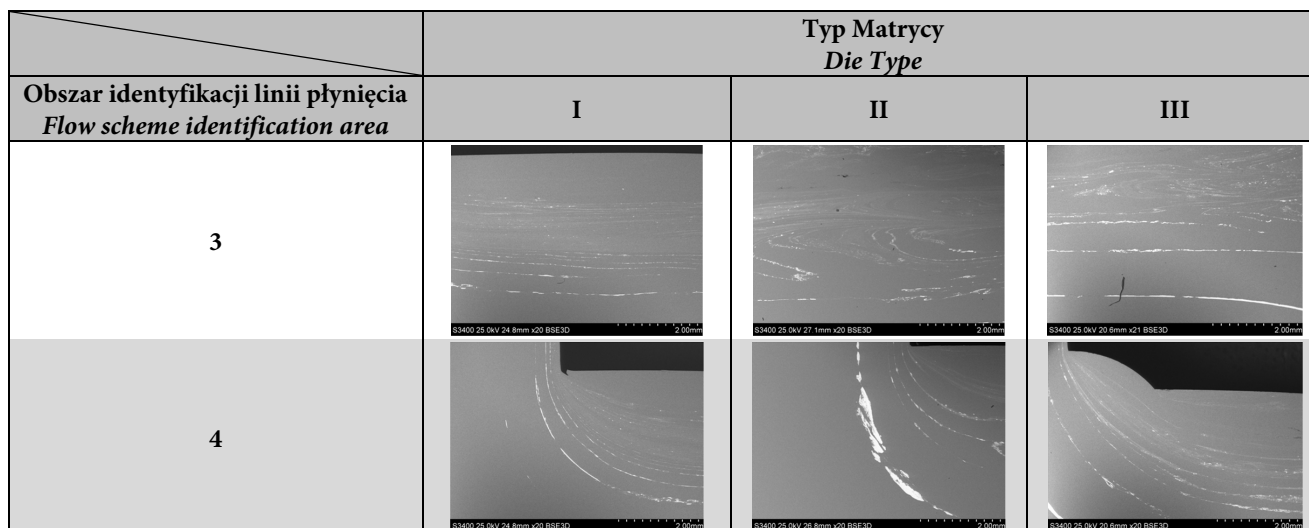 Typ Matrycy
Die Type
Obszar identyfikacji linii płynięcia
Flow scheme identification area
I
II
III
3
S3400 25.0kV 24.8mm x20 BSE3D 2.00mm
S3400 25.0kV 27.1mm x20 BSE3D 2.00mm
S3400 25.0kV 20.6mm x21 BSE3D 2.00mm
4
S3400 25.0kV 24.8mm x20 BSE3D 2.00mm
S3400 25.0kV 26.8mm x20 BSE3D 2.00mm
S3400 25.0kV 20.6mm x21 BSE3D 2.00mm